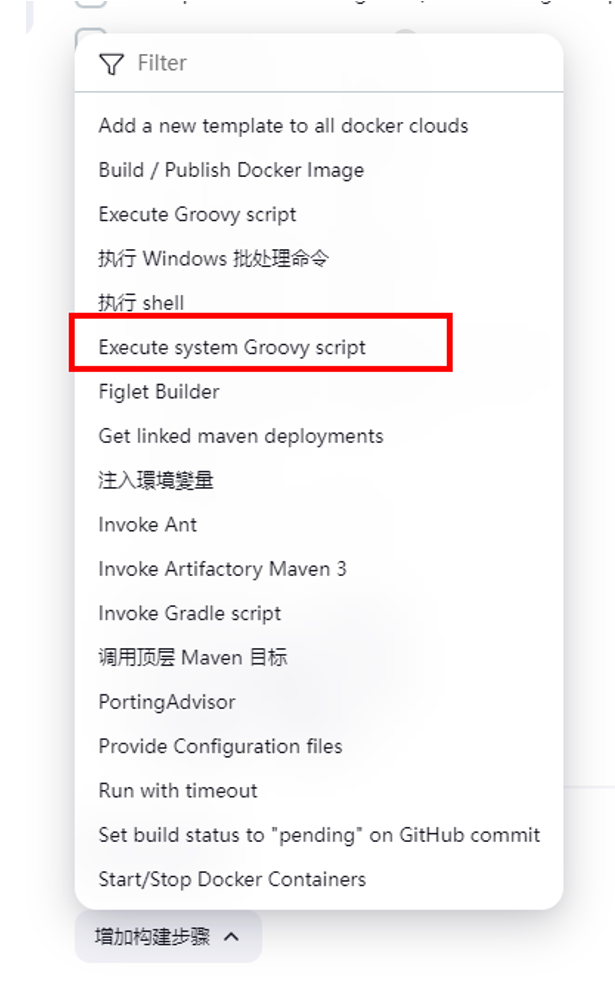 Filter
Add a new template to all docker clouds
Build / Publish Docker Image
Execute Groovy script
执行 Windows 批处理命令
执行 shell
Execute system Groovy script
Figlet Builder
Get linked maven deployments
注入環境變量
Invoke Ant
Invoke Artifactory Maven 3
Invoke Gradle script
调用顶层 Maven 目标
PortingAdvisor
Provide Configuration files
Run with timeout
Set build status to "pending" on GitHub commit
Start/Stop Docker Containers
增加构建步骤